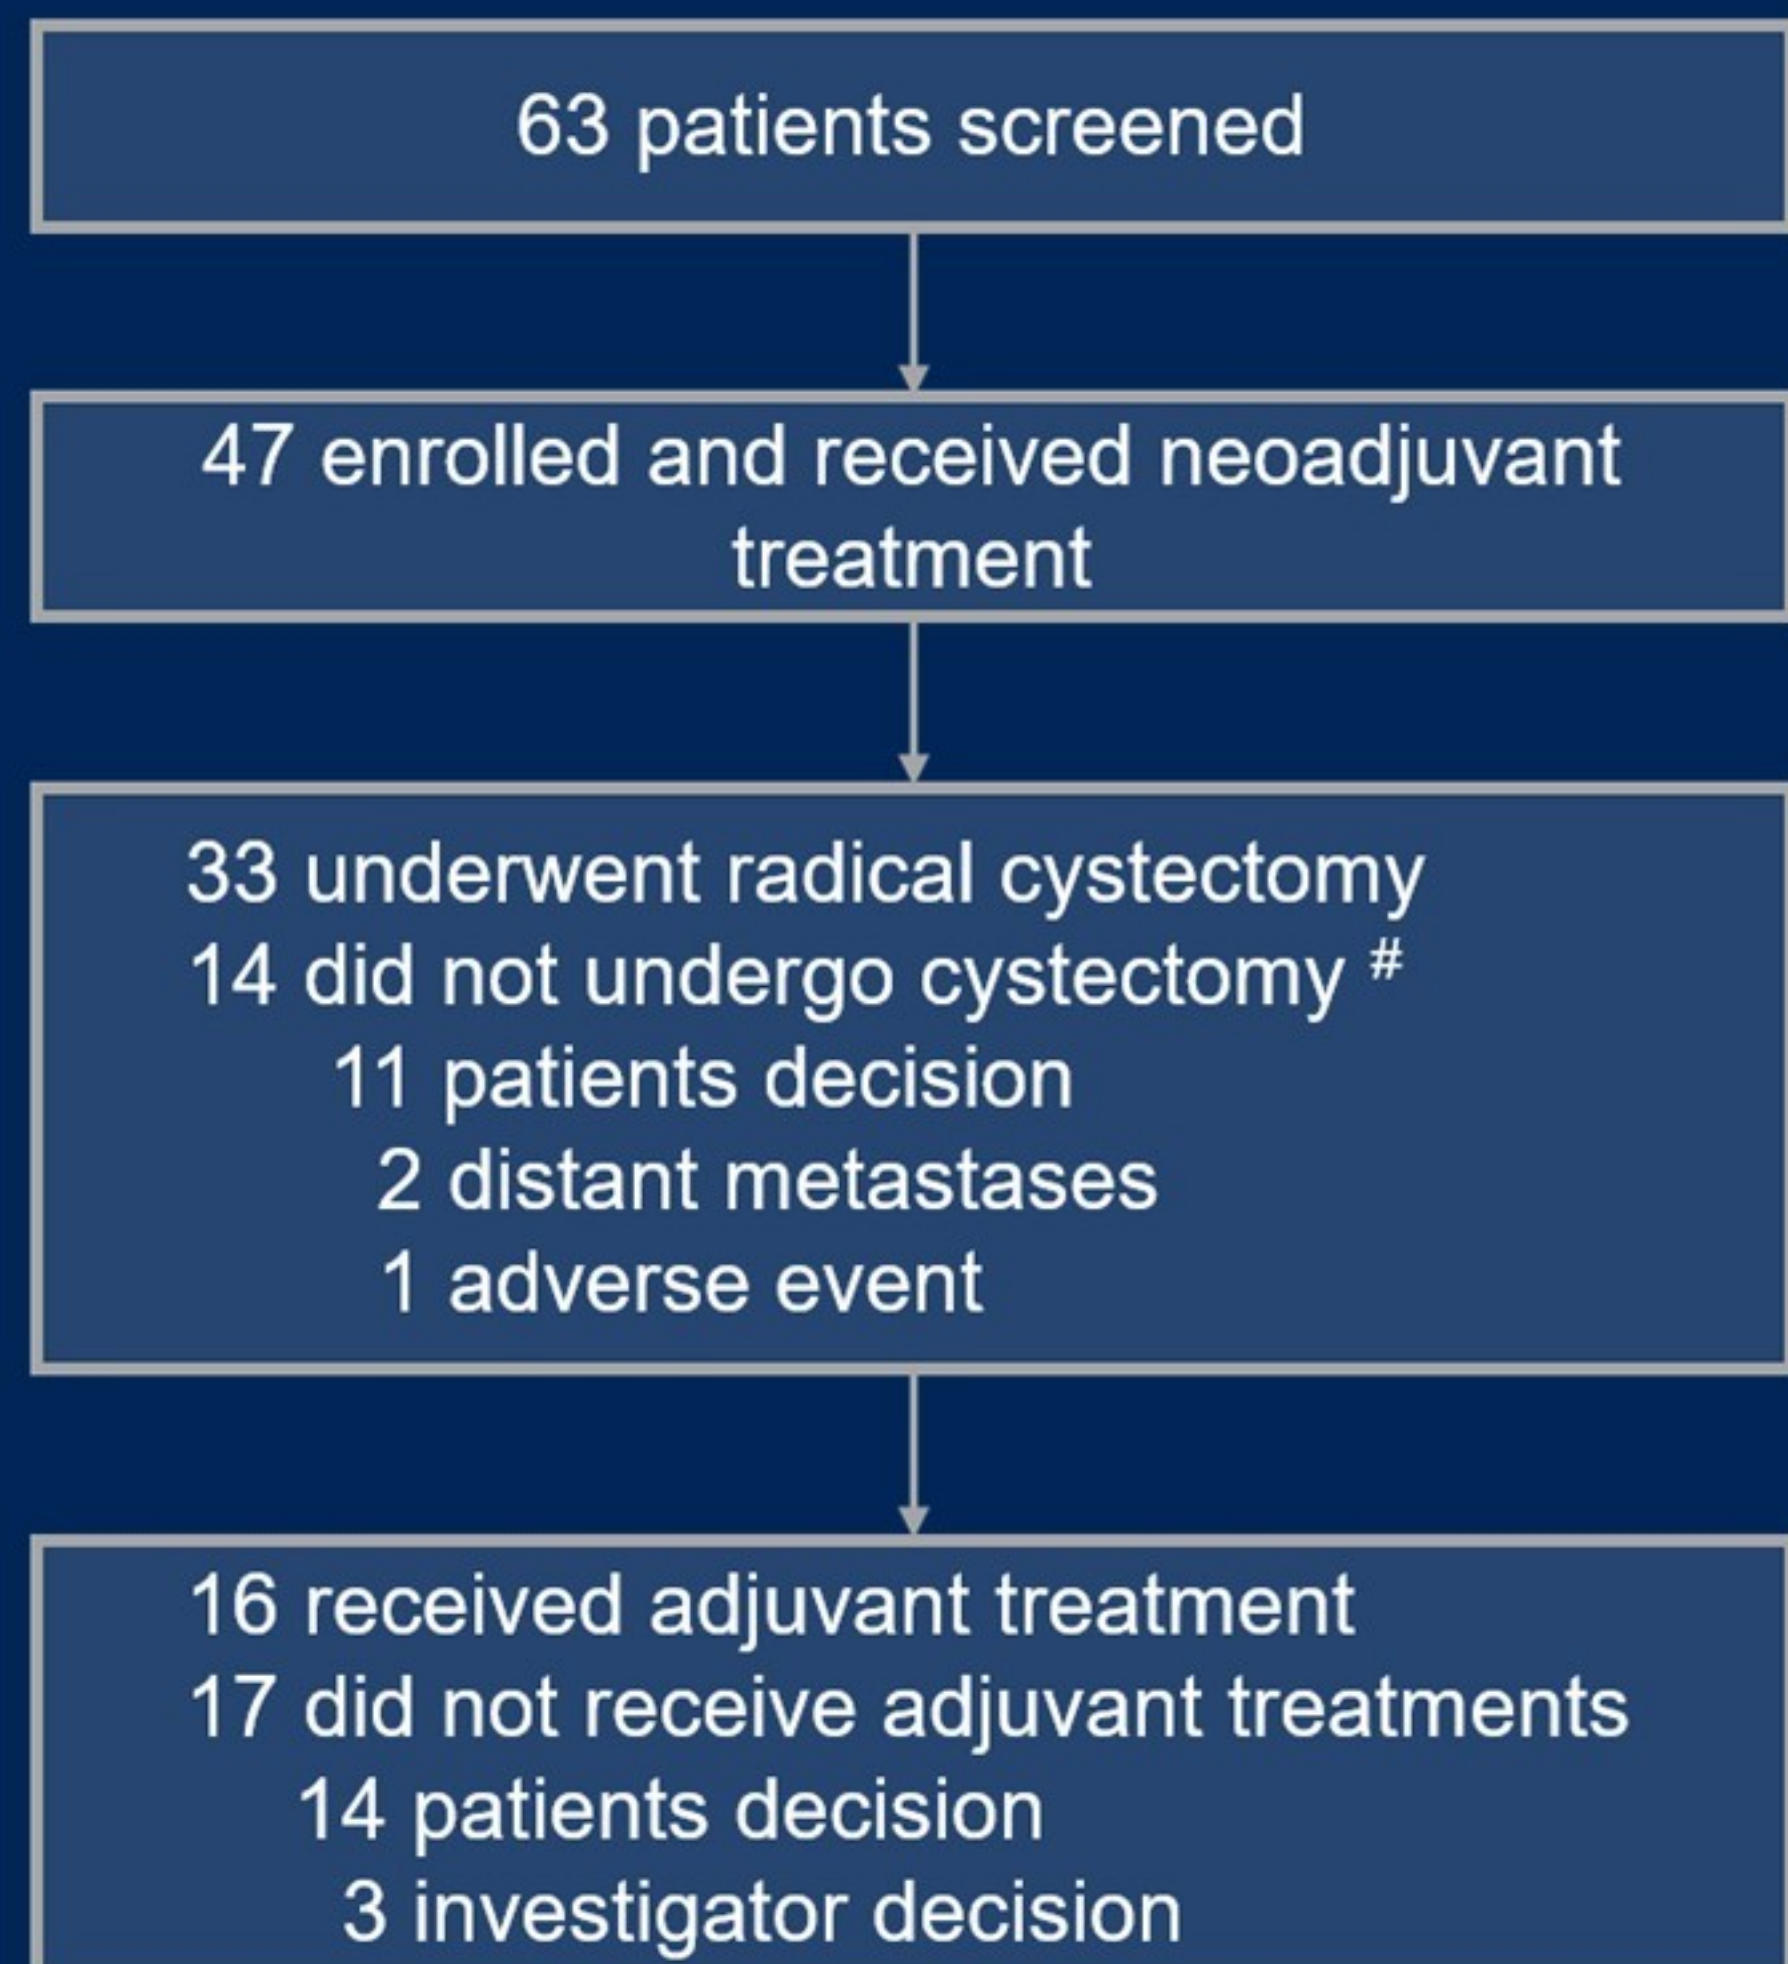 63 patients screened
47 enrolled and received neoadjuvant
treatment
33 underwent radical cystectomy
14 did not undergo cystectomy #
11 patients decision
2 distant metastases
1 adverse event
16 received adjuvant treatment
17 did not receive adjuvant treatments
14 patients decision
3 investigator decision